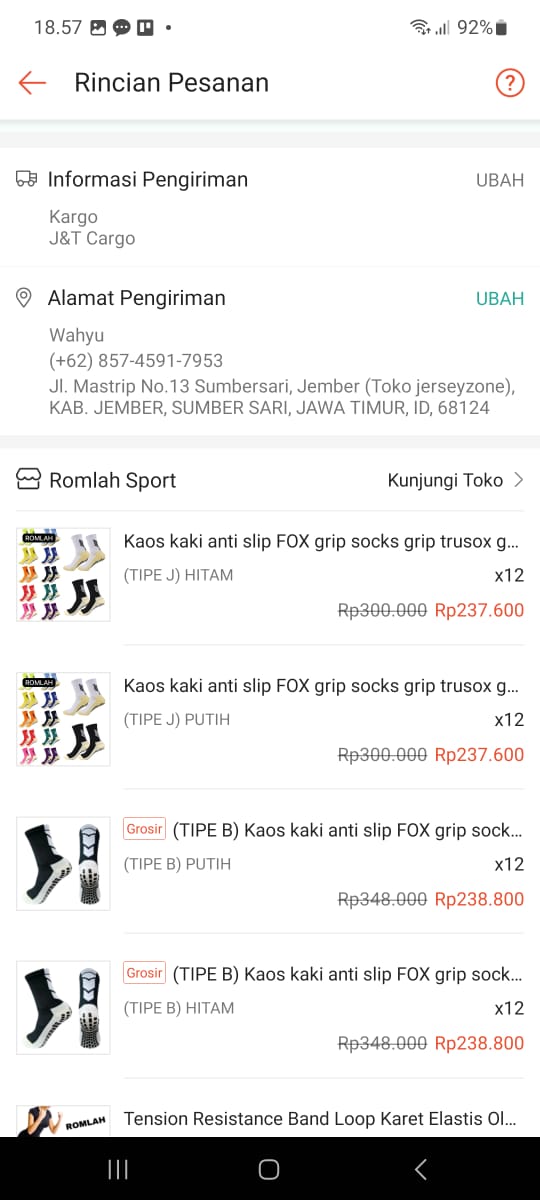 18.57
92%
Rincian Pesanan
?
Informasi Pengiriman
UBAH
Kargo
J&T Cargo
Alamat Pengiriman
UBAH
Wahyu
(+62) 857-4591-7953
Jl. Mastrip No.13 Sumbersari, Jember (Toko jerseyzone),
KAB. JEMBER, SUMBER SARI, JAWA TIMUR, ID, 68124
Romlah Sport
Kunjungi Toko
ROMLAH
Kaos kaki anti slip FOX grip socks grip trusox g...
(TIPE J) HITAM
x12
Rp300.000 Rp237.600
ROMLAH
Kaos kaki anti slip FOX grip socks grip trusox g...
(TIPE J) PUTIH
x12
Rp300.000 Rp237.600
Grosir (TIPE B) Kaos kaki anti slip FOX grip sock...
(TIPE B) PUTIH
x12
Rp348.000 Rp238.800
Grosir (TIPE B) Kaos kaki anti slip FOX grip sock...
(TIPE B) HITAM
x12
Rp348.000 Rp238.800
ROMLAH
Tension Resistance Band Loop Karet Elastis Ol...